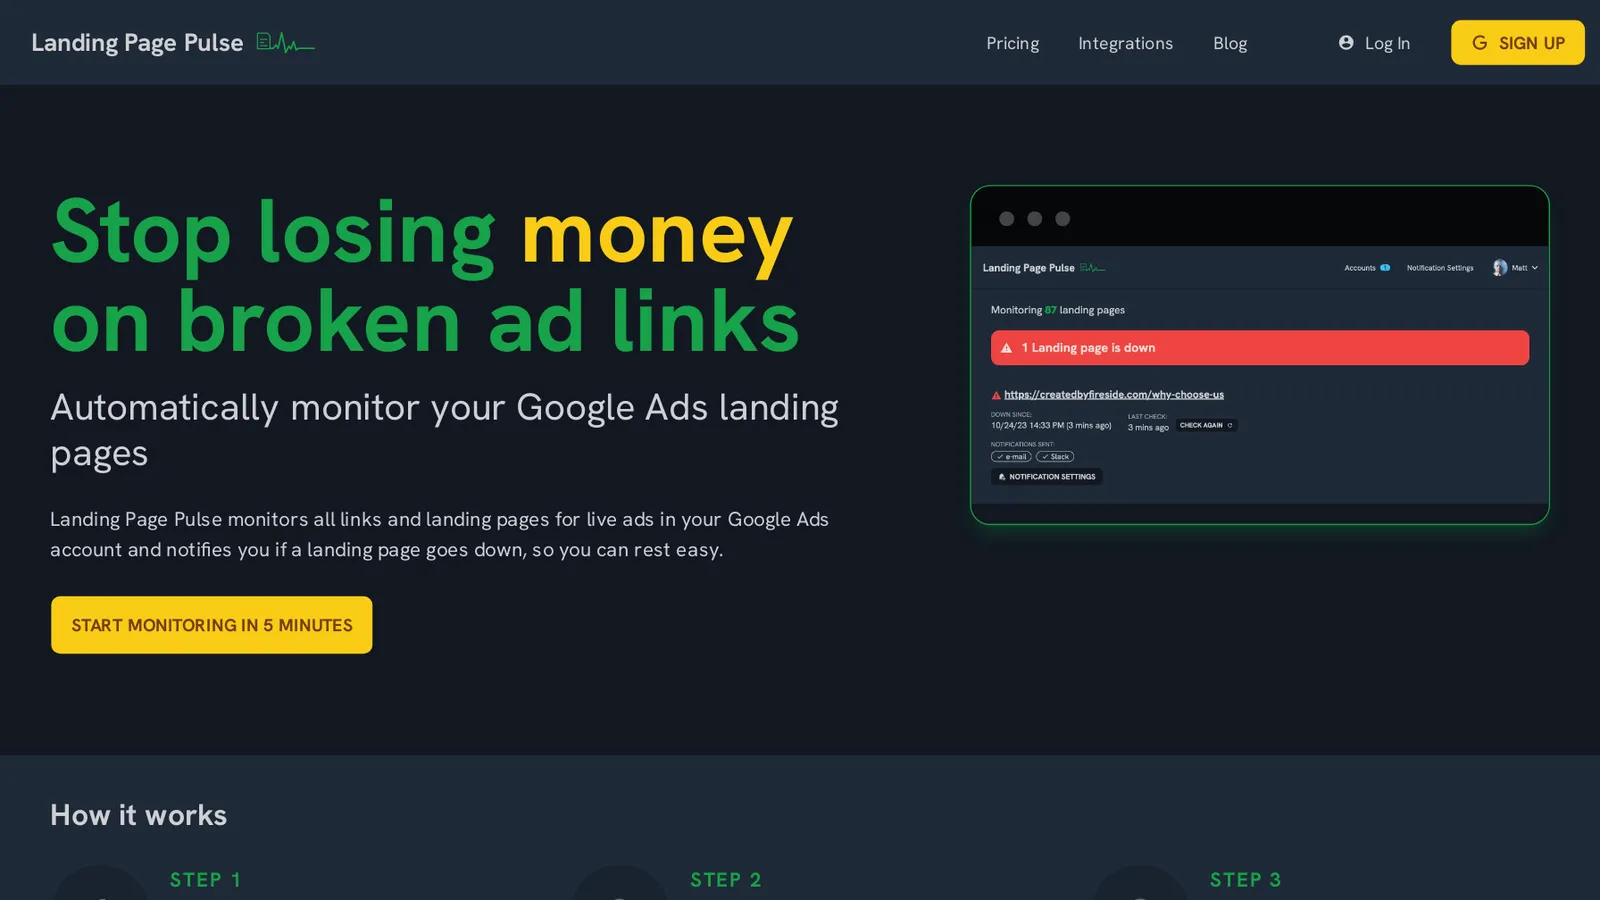 Landing Page Pulse
Pricing
Integrations
Blog
Log In
G SIGN UP
Stop losing money
on broken ad links
Automatically monitor your Google Ads landing
pages
Landing Page Pulse monitors all links and landing pages for live ads in your Google Ads
account and notifies you if a landing page goes down, so you can rest easy.
START MONITORING IN 5 MINUTES
Landing Page Pulse
Accounts 1
Notification Settings
Matt
Monitoring 87 landing pages
1 Landing page is down
https://createdbyfireside.com/why-choose-us
DOWN SINCE:
10/24/23 14:33 PM (3 mins ago)
LAST CHECK:
3 mins ago
CHECK AGAIN
NOTIFICATIONS SENT:
e-mail
Slack
NOTIFICATION SETTINGS
How it works
STEP 1
STEP 2
STEP 3